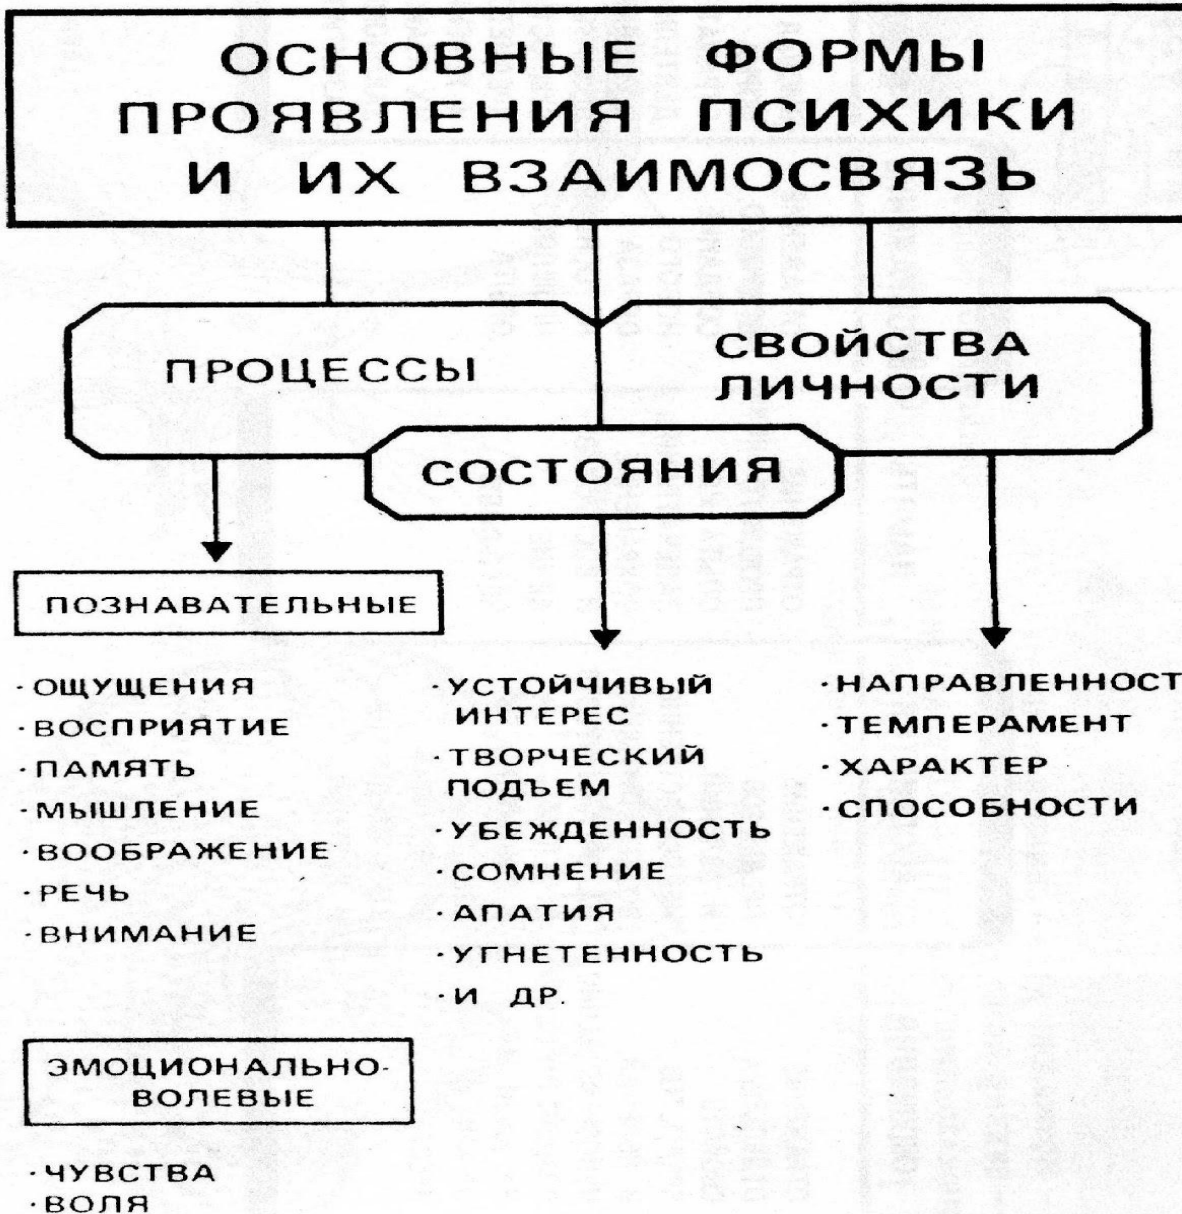 ОСНОВНЫЕ ФОРМЫ
ПРОЯВЛЕНИЯ ПСИХИКИ
И ИХ ВЗАИМОСВЯЗЬ
ПРОЦЕССЫ
СВОЙСТВА
ЛИЧНОСТИ
СОСТОЯНИЯ
ПОЗНАВАТЕЛЬНЫЕ
· ОЩУЩЕНИЯ
· ВОСПРИЯТИЕ
· ПАМЯТЬ
· МЫШЛЕНИЕ
· ВООБРАЖЕНИЕ
· РЕЧЬ
· ВНИМАНИЕ
ЭМОЦИОНАЛЬНО-
ВОЛЕВЫЕ
· ЧУВСТВА
· ВОЛЯ
· УСТОЙЧИВЫЙ
ИНТЕРЕС
· ТВОРЧЕСКИЙ
ПОДЪЕМ
· УБЕЖДЕННОСТЬ
· СОМНЕНИЕ
· АПАТИЯ
· УГНЕТЕННОСТЬ
· И ДР.
· НАПРАВЛЕННОСТ
· ТЕМПЕРАМЕНТ
· ХАРАКТЕР
· СПОСОБНОСТИ